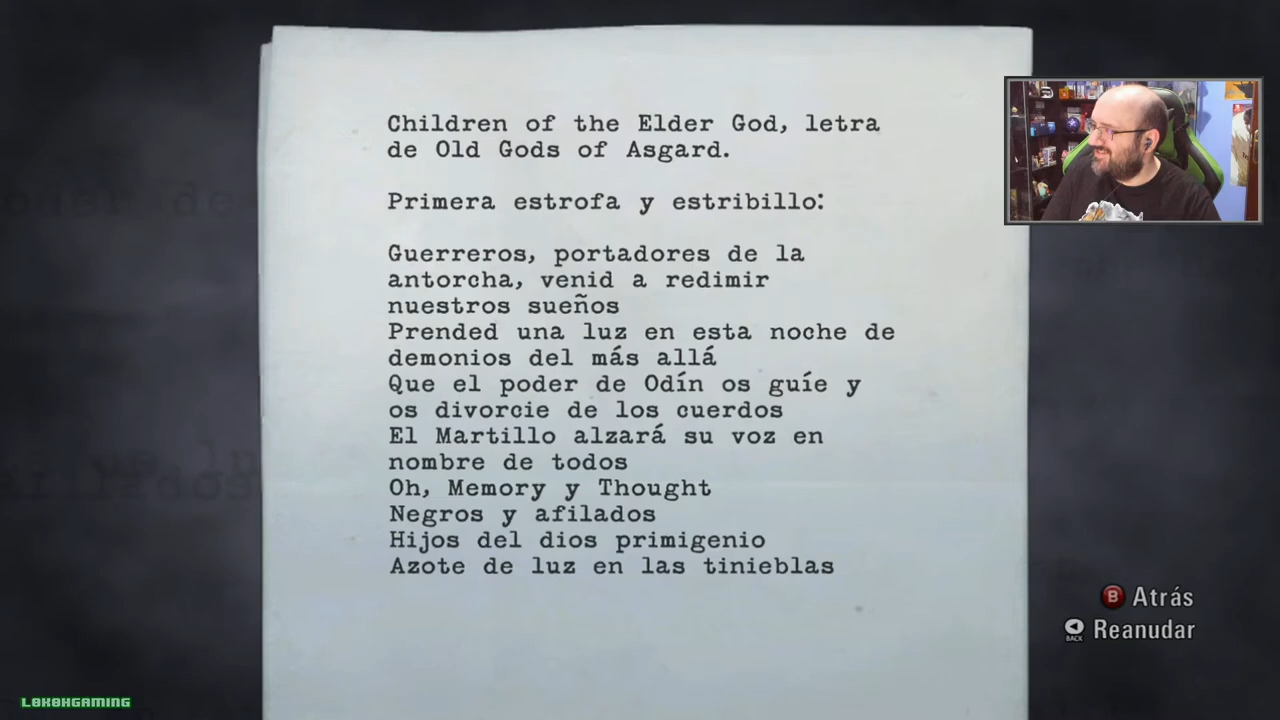 Children of the Elder God, letra
de Old Gods of Asgard.
Primera estrofa y estribillo:
Guerreros, portadores de la
antorcha, venid a redimir
nuestros sueños
Prended una luz en esta noche de
demonios del más allá
Que el poder de Odín os guíe y
os divorcie de los cuerdos
El Martillo alzará su voz en
nombre de todos
Oh, Memory y Thought
Negros y afilados
Hijos del dios primigenio
Azote de luz en las tinieblas
B Atrás
BACK Reanudar
L0K0XGAMING